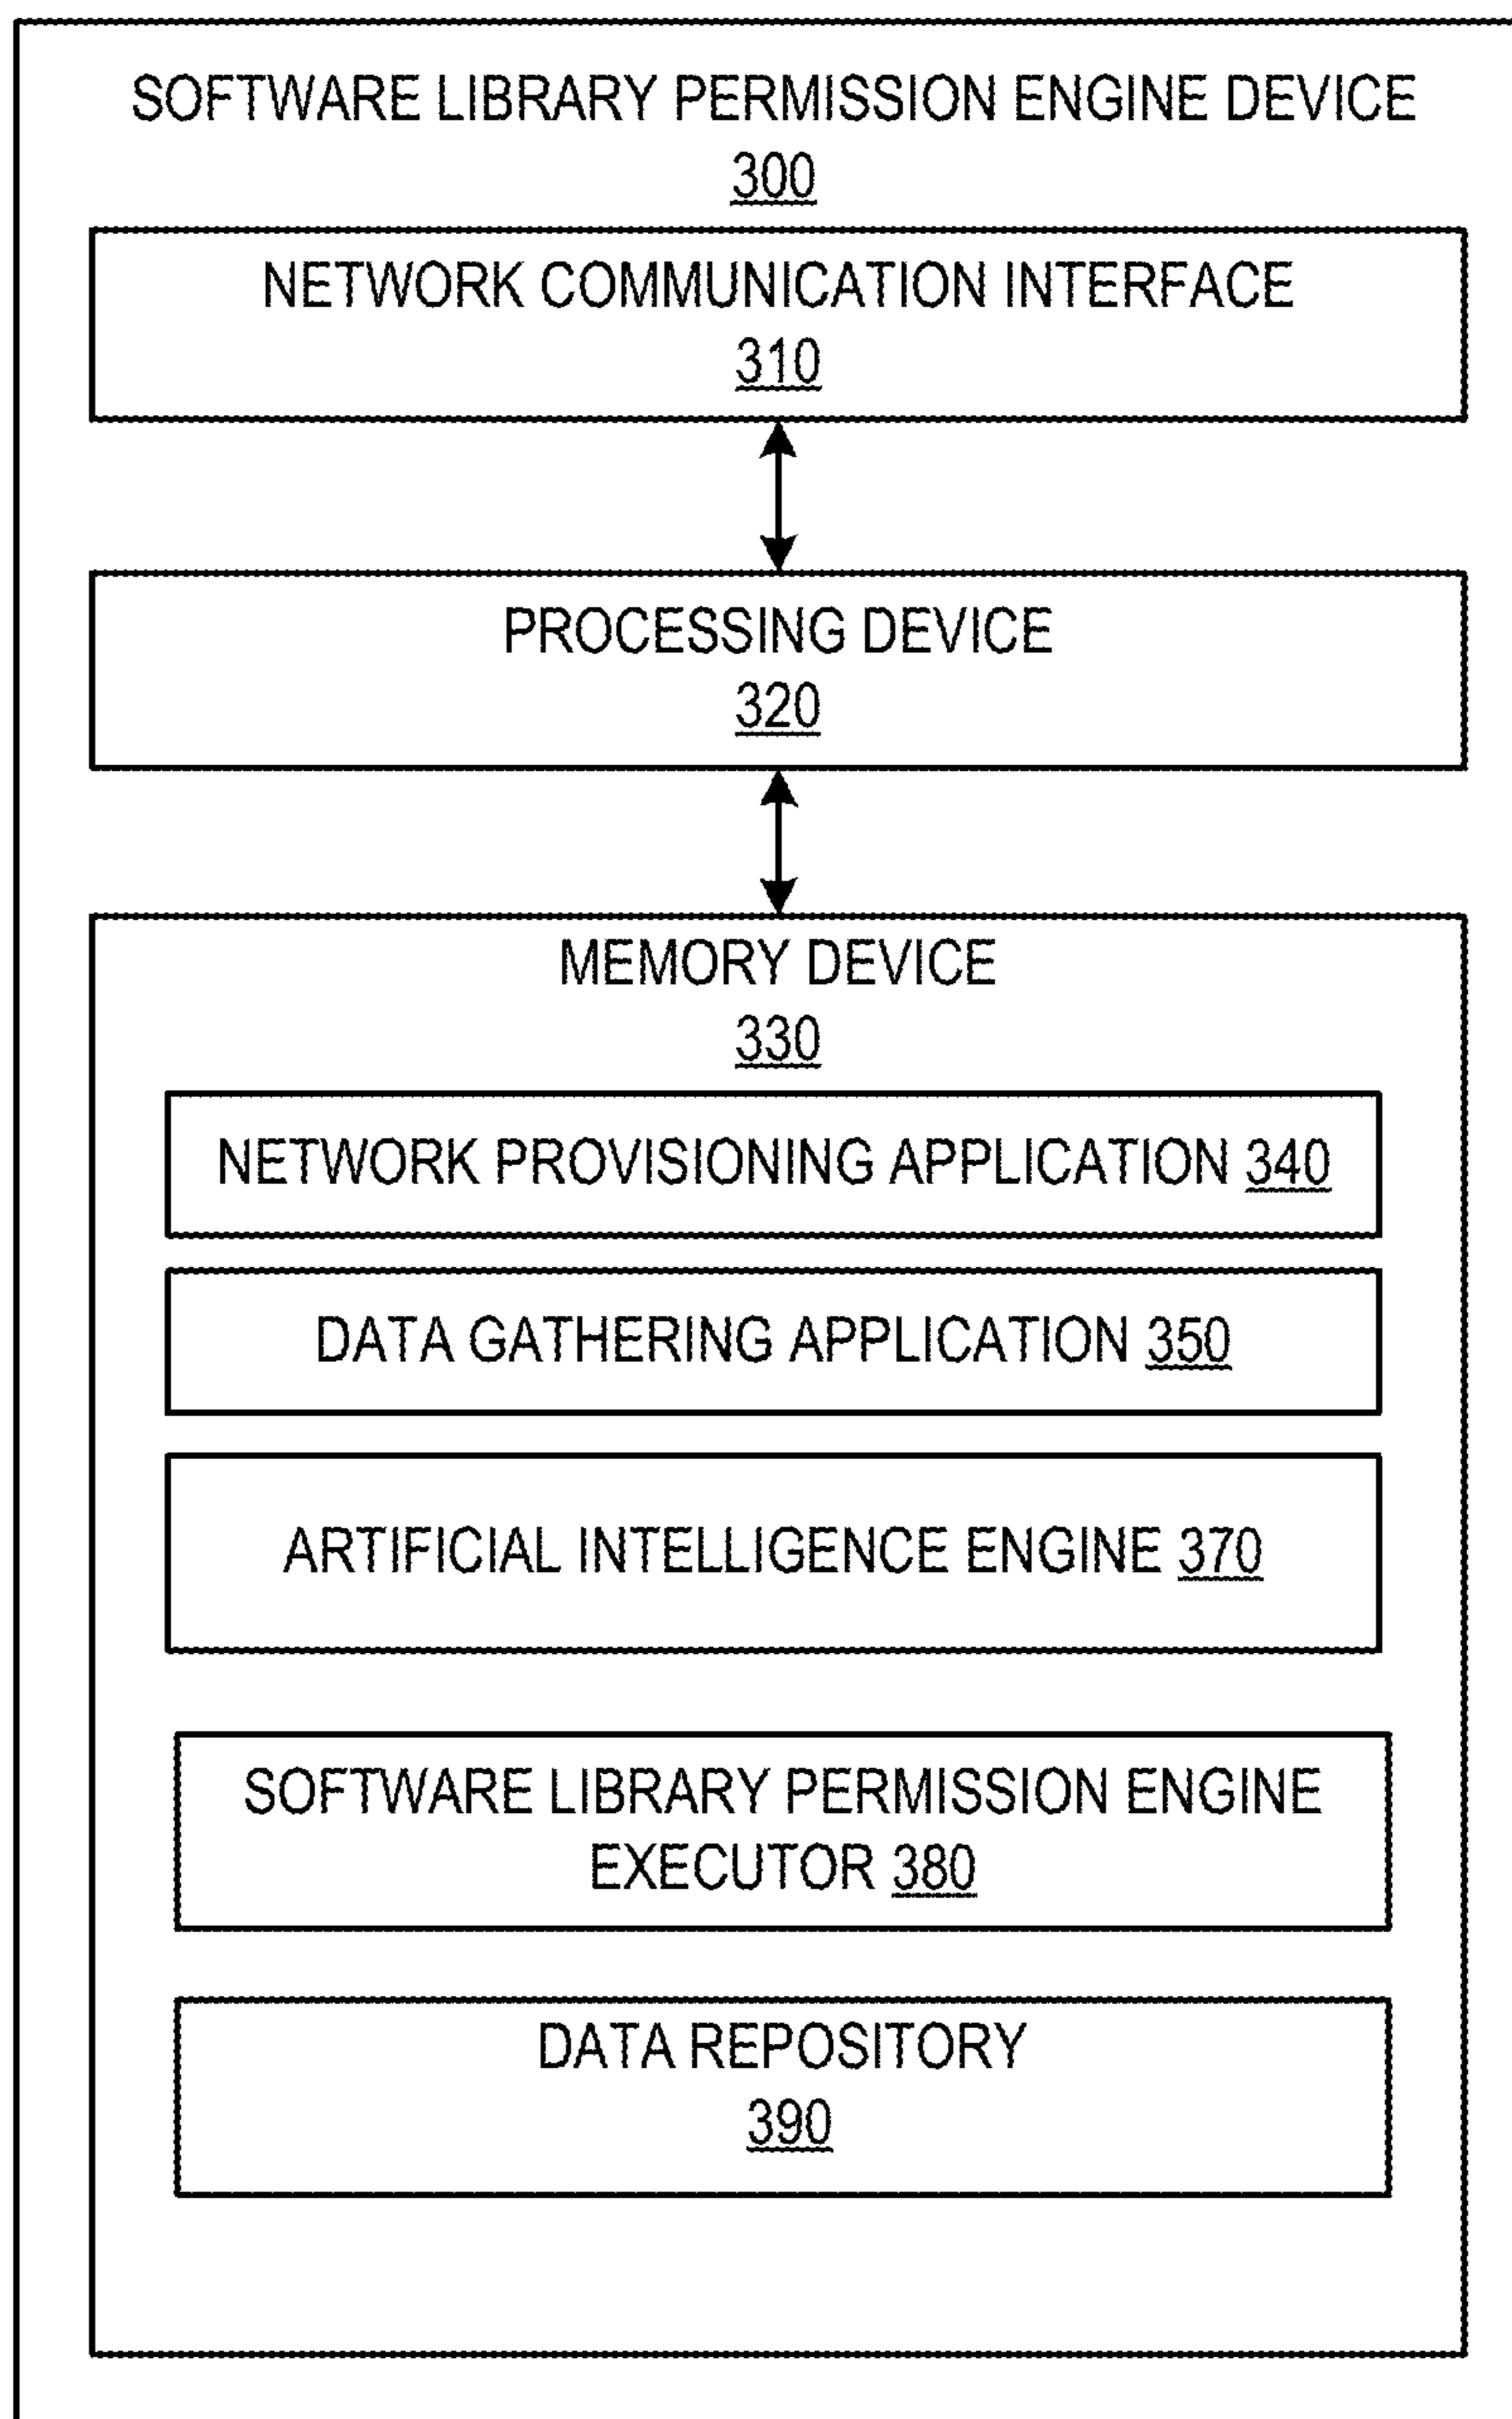 SOFTWARE LIBRARY PERMISSION ENGINE DEVICE
300
NETWORK COMMUNICATION INTERFACE
310
PROCESSING DEVICE
320
MEMORY DEVICE
330
NETWORK PROVISIONING APPLICATION 340
DATA GATHERING APPLICATION 350
ARTIFICIAL INTELLIGENCE ENGINE 370
SOFTWARE LIBRARY PERMISSION ENGINE
EXECUTOR 380
DATA REPOSITORY
390